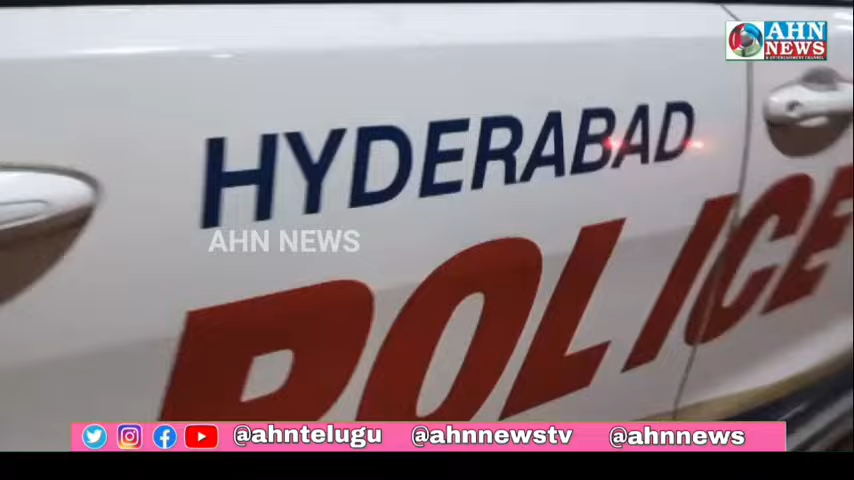 AHN
NEWS
HYDERABAD
AHN NEWS
POLICE
@ahntelugu @ahnnewstv @ahnnews